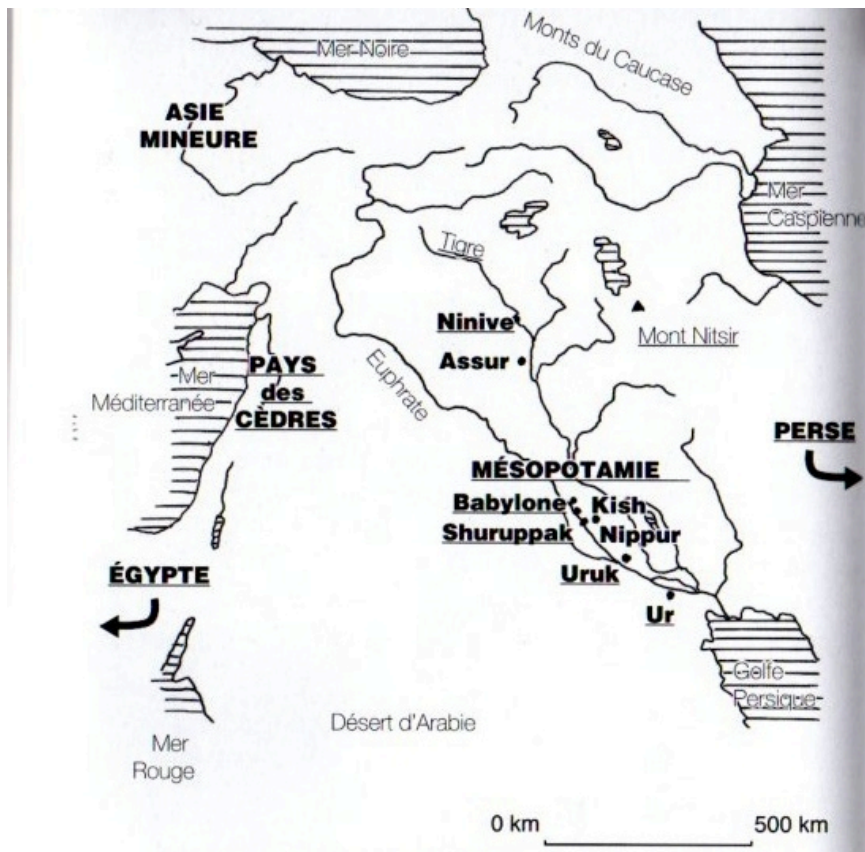 Mer Noire
Monts du Caucase
ASIE
MINEURE
Mer
Caspienne
Tigre
Ninive
Mont Nitsir
Assur
PAYS
des
CÈDRES
Mer
Méditerranée
Euphrate
PERSE
MÉSOPOTAMIE
Babylone
Kish
Shuruppak
Nippur
ÉGYPTE
Uruk
Ur
Golfe
Persique
Désert d'Arabie
Mer
Rouge
0 km
500 km